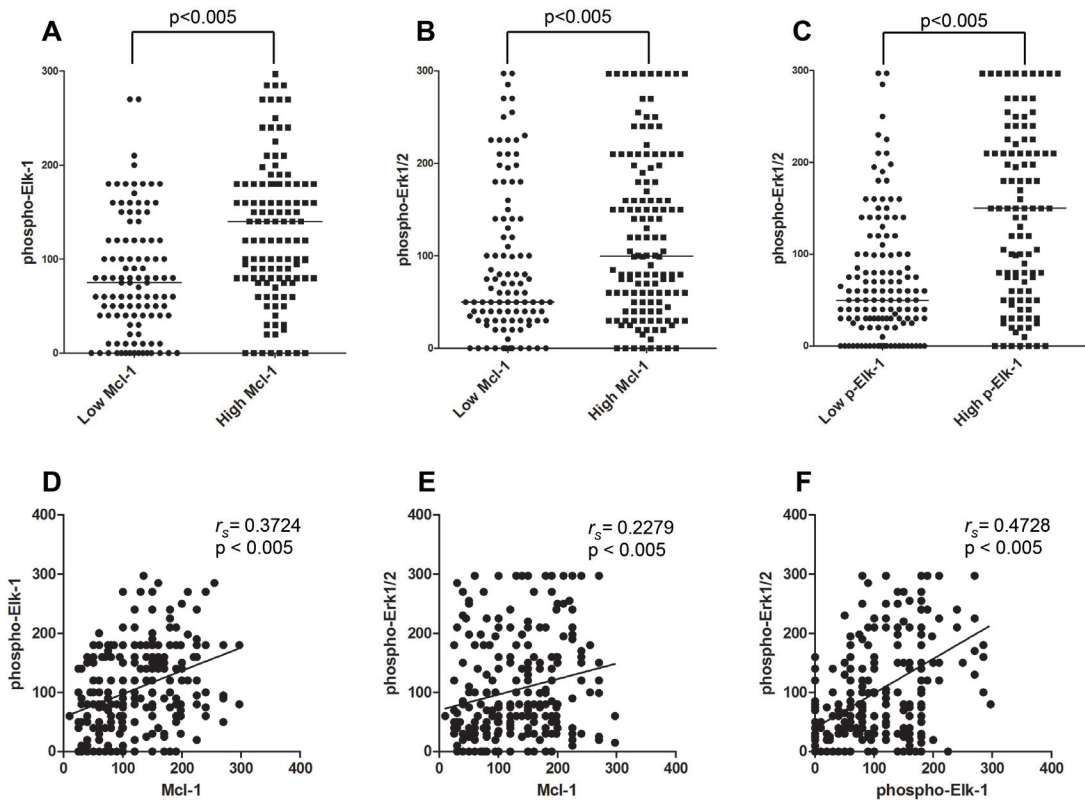 A
p<0.005
phospho-Elk-1
300
200
100
0
Low Mcl-1
High Mcl-1
B
p<0.005
phospho-Erk1/2
300
200
100
0
Low Mcl-1
High Mcl-1
C
p<0.005
phospho-Erk1/2
300
200
100
0
Low p-Elk-1
High p-Elk-1
D
rs= 0.3724
p < 0.005
phospho-Elk-1
400
300
200
100
0
0 100 200 300 400
Mcl-1
E
rs= 0.2279
p < 0.005
phospho-Erk1/2
400
300
200
100
0
0 100 200 300 400
Mcl-1
F
rs= 0.4728
p < 0.005
phospho-Erk1/2
400
300
200
100
0
0 100 200 300 400
phospho-Elk-1